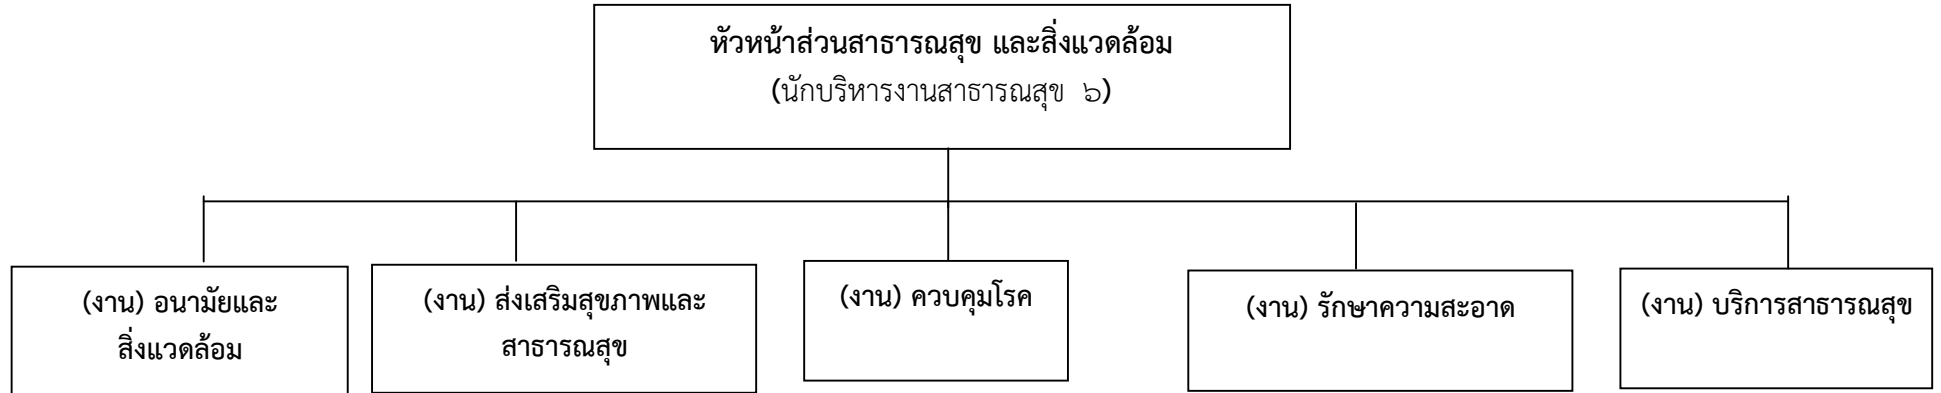 หัวหน้าส่วนสาธารณสุข และสิ่งแวดล้อม
(นักบริหารงานสาธารณสุข ๖)
(งาน) อนามัยและ
สิ่งแวดล้อม
(งาน) ส่งเสริมสุขภาพและ
สาธารณสุข
(งาน) ควบคุมโรค
(งาน) รักษาความสะอาด
(งาน) บริการสาธารณสุข